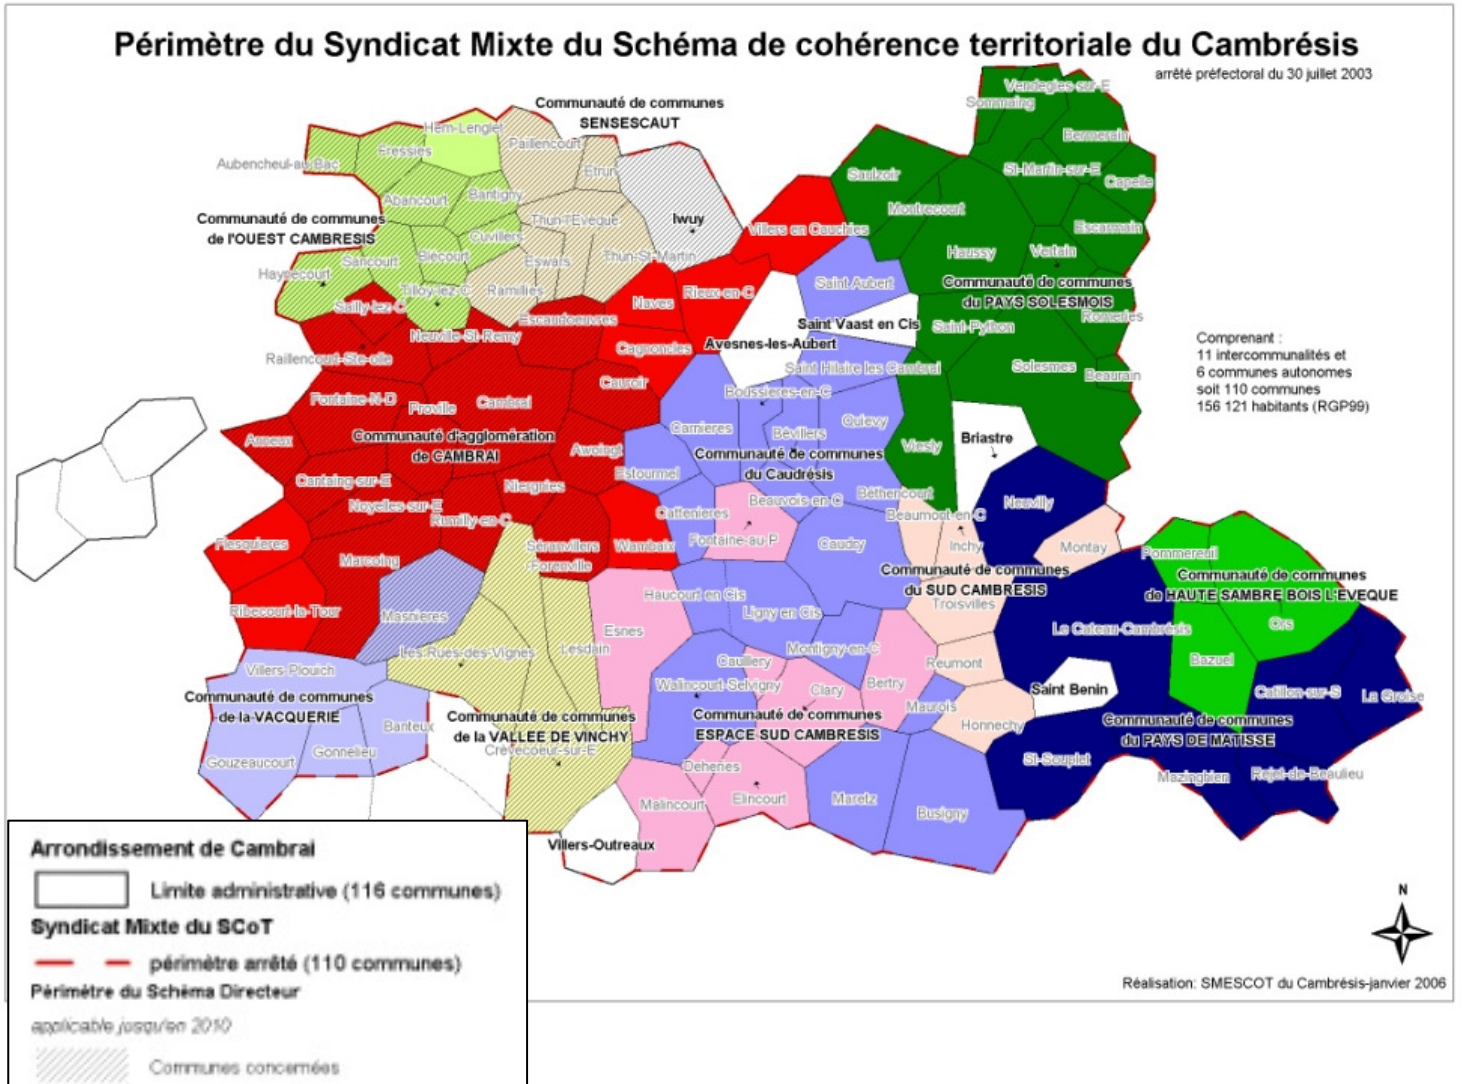 Périmètre du Syndicat Mixte du Schéma de cohérence territoriale du Cambrésis
arrêté préfectoral du 30 juillet 2003
Vendegies-sur-E
Sommaing
Communauté de communes
SENSESCAUT
Hem-Lenglet
Paillencourt
Bermerain
Fressies
Aubencheul-au-Bac
Etrun
Saulzoir
St-Martin-sur-E
Capelle
Abancourt
Bantigny
Montrecourt
Communauté de communes
de l'OUEST CAMBRESIS
Thun-l'Evêque
Iwuy
Villers en Cauchies
Escarmain
Cuvillers
Haussy
Vertain
Blécourt
Sancourt
Eswars
Thun-St-Martin
Haynecourt
Tilloy-lez-C
Ramillies
Rieux-en-C
Saint Aubert
Communauté de communes
du PAYS SOLESMOIS
Naves
Sailly-lez-C
Escaudoeuvres
Romeries
Saint Vaast en Cis
Saint-Python
Neuville-St-Remy
Avesnes-les-Aubert
Cagnoncles
Raillencourt-Ste-olle
Saint Hilaire les Cambrai
Solesmes
Beaurain
Comprenant :
11 intercommunalités et
6 communes autonomes
soit 110 communes
156 121 habitants (RGP99)
Cauroir
Boussieres-en-C
Fontaine-N-D
Proville
Cambrai
Quievy
Carnieres
Bévillers
Anneux
Communauté d'agglomération
de CAMBRAI
Awoingt
Viesly
Briastre
Communauté de communes
du Caudrésis
Estourmel
Cantaing-sur-E
Niergnies
Béthencourt
Noyelles-sur-E
Beauvois-en-C
Neuvilly
Cattenieres
Rumilly-en-C
Beaumont-en-C
Fontaine-au-P
Flesquieres
Séranvillers
-Forenville
Wambaix
Caudry
Inchy
Montay
Pommereuil
Marcoing
Communauté de communes
du SUD CAMBRESIS
Communauté de communes
de HAUTE SAMBRE BOIS L'EVEQUE
Haucourt en Cis
Troisvilles
Ribecourt-la-Tour
Masnieres
Ligny en Cis
Esnes
Le Cateau-Cambrésis
Ors
Les-Rues-des-Vignes
Lesdain
Montigny-en-C
Villers-Plouich
Caulliery
Reumont
Bazuel
Walincourt-Selvigny
Clary
Bertry
Saint Benin
Catillon-sur-S
La Groise
Communauté de communes
de la VACQUERIE
Maurois
Banteux
Communauté de communes
de la VALLEE DE VINCHY
Communauté de communes
ESPACE SUD CAMBRESIS
Honnechy
Communauté de communes
du PAYS DE MATISSE
Gonnelieu
Crèvecoeur-sur-E
Gouzeaucourt
St-Souplet
Deheries
Mazinghien
Rejet-de-Beaulieu
Malincourt
Elincourt
Maretz
Busigny
Villers-Outreaux
Arrondissement de Cambrai
Limite administrative (116 communes)
Syndicat Mixte du SCoT
périmètre arrêté (110 communes)
Périmètre du Schéma Directeur
applicable jusqu'en 2010
Communes concernées
N
Réalisation: SMESCOT du Cambrésis-janvier 2006